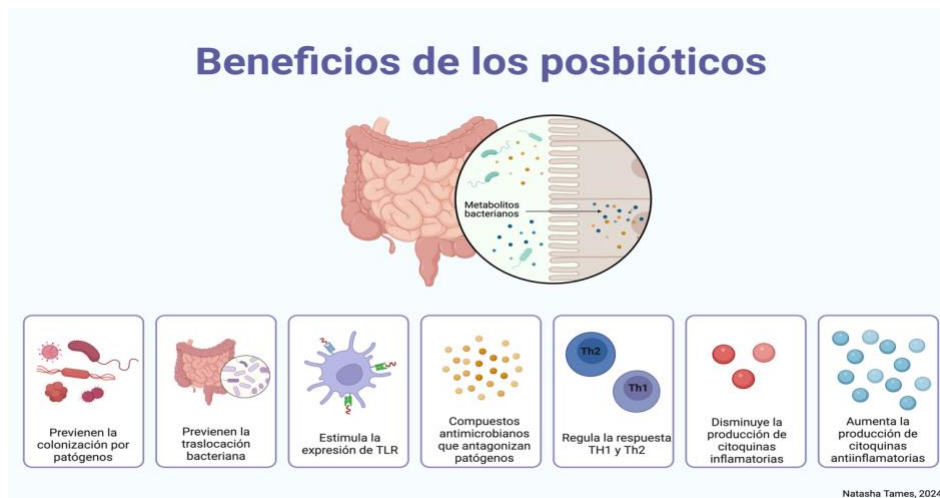 Beneficios de los posbióticos
Metabolitos
bacterianos
Previenen la
colonización por
patógenos
Previenen la
traslocación
bacteriana
Estimula la
expresión de TLR
Compuestos
antimicrobianos
que antagonizan
patógenos
Th2
Th1
Regula la respuesta
TH1 y Th2
Disminuye la
producción de
citoquinas
inflamatorias
Aumenta la
producción de
citoquinas
antiinflamatorias
Natasha Tames, 2024